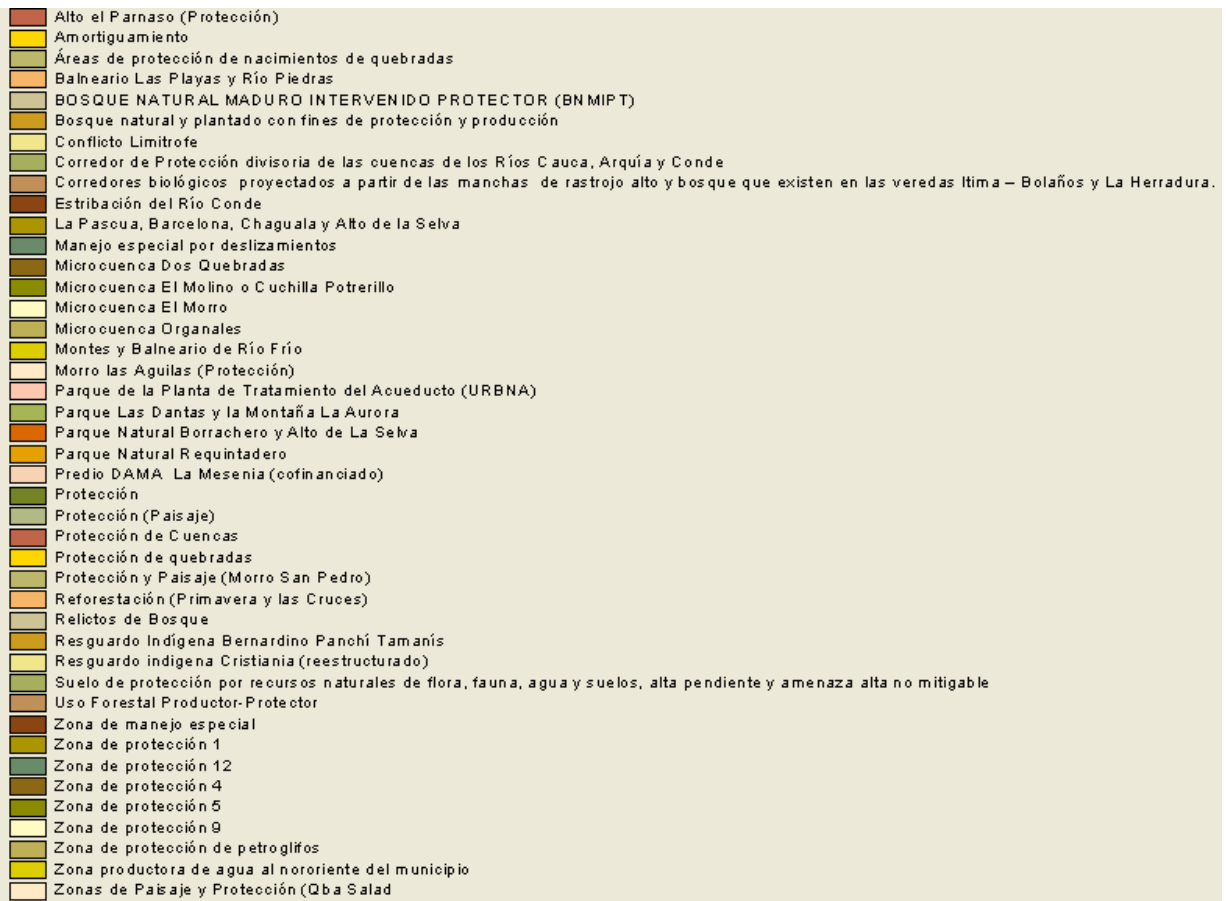 Alto el Parnaso (Protección)
Amortiguamiento
Áreas de protección de nacimientos de quebradas
Balneario Las Playas y Río Piedras
BOSQUE NATURAL MADURO INTERVENIDO PROTECTOR (BNMIPT)
Bosque natural y plantado con fines de protección y producción
Conflicto Limitrofe
Corredor de Protección divisoria de las cuencas de los Ríos Cauca, Arquía y Conde
Corredores biológicos proyectados a partir de las manchas de rastrojo alto y bosque que existen en las veredas Itima – Bolaños y La Herradura.
Estribación del Río Conde
La Pascua, Barcelona, Chaguala y Alto de la Selva
Manejo especial por deslizamientos
Microcuenca Dos Quebradas
Microcuenca El Molino o Cuchilla Potrerillo
Microcuenca El Morro
Microcuenca Organales
Montes y Balneario de Río Frío
Morro las Aguilas (Protección)
Parque de la Planta de Tratamiento del Acueducto (URBNA)
Parque Las Dantas y la Montaña La Aurora
Parque Natural Borrachero y Alto de La Selva
Parque Natural Requintadero
Predio DAMA La Mesenia (cofinanciado)
Protección
Protección (Paisaje)
Protección de Cuencas
Protección de quebradas
Protección y Paisaje (Morro San Pedro)
Reforestación (Primavera y las Cruces)
Relictos de Bosque
Resguardo Indígena Bernardino Panchí Tamanís
Resguardo indigena Cristiania (reestructurado)
Suelo de protección por recursos naturales de flora, fauna, agua y suelos, alta pendiente y amenaza alta no mitigable
Uso Forestal Productor-Protector
Zona de manejo especial
Zona de protección 1
Zona de protección 12
Zona de protección 4
Zona de protección 5
Zona de protección 9
Zona de protección de petroglifos
Zona productora de agua al nororiente del municipio
Zonas de Paisaje y Protección (Qba Salad